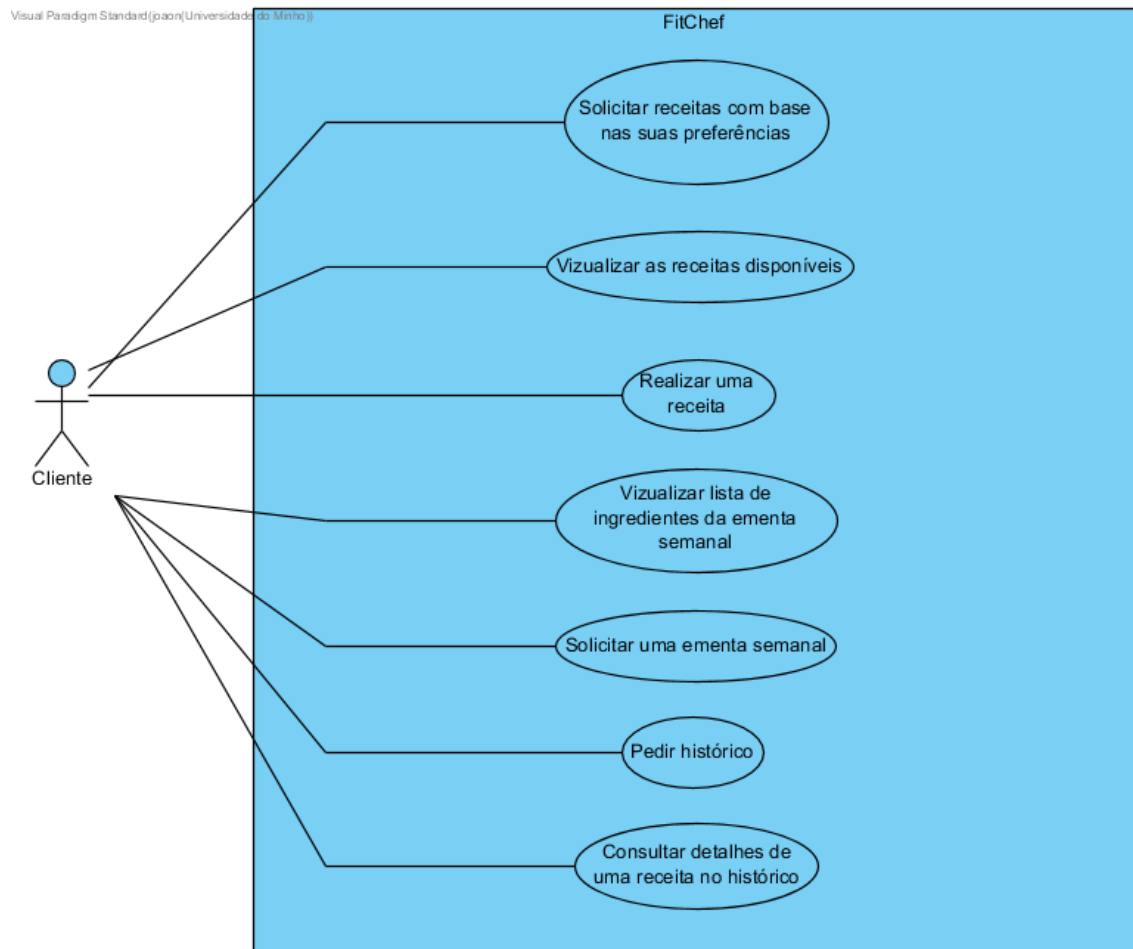 Visual Paradigm Standard(joaon(Universidade do Minho))
FitChef
Solicitar receitas com base
nas suas preferências
Vizualizar as receitas disponíveis
Realizar uma
receita
Cliente
Vizualizar lista de
ingredientes da ementa
semanal
Solicitar uma ementa semanal
Pedir histórico
Consultar detalhes de
uma receita no histórico